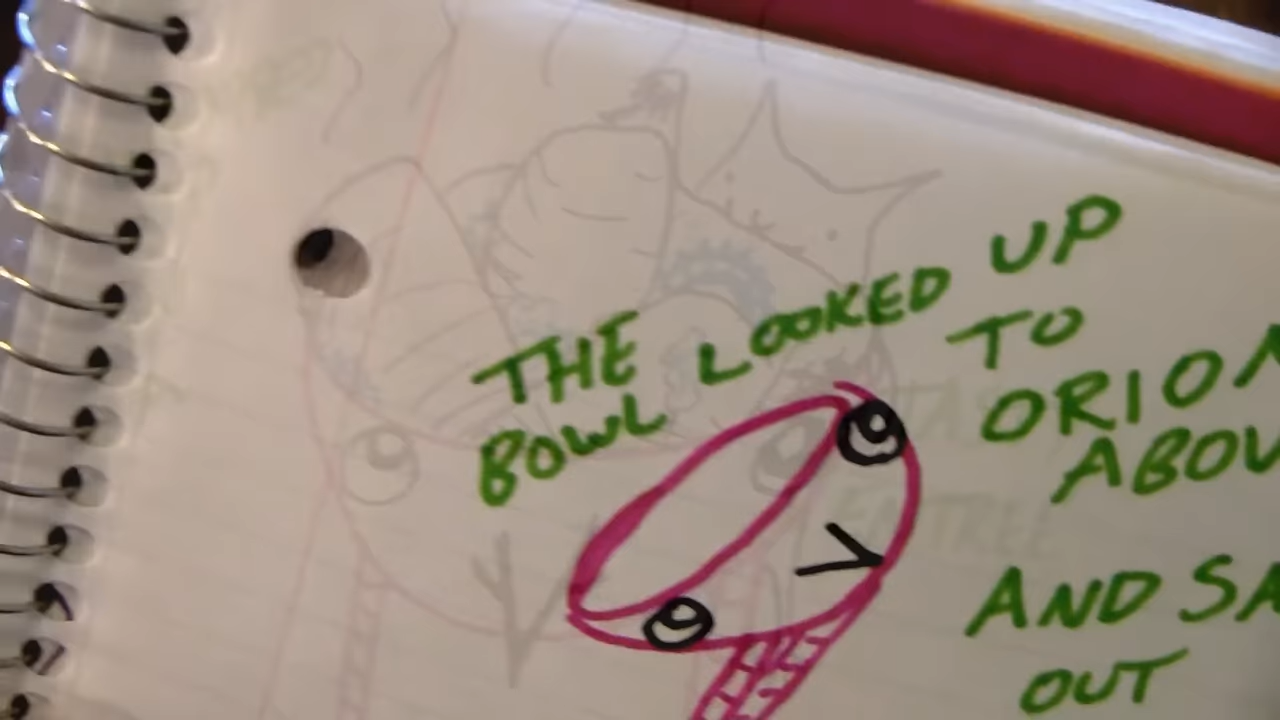 THE LOOKED UP
BOWL TO
ORION
ABOV
AND SA
OUT